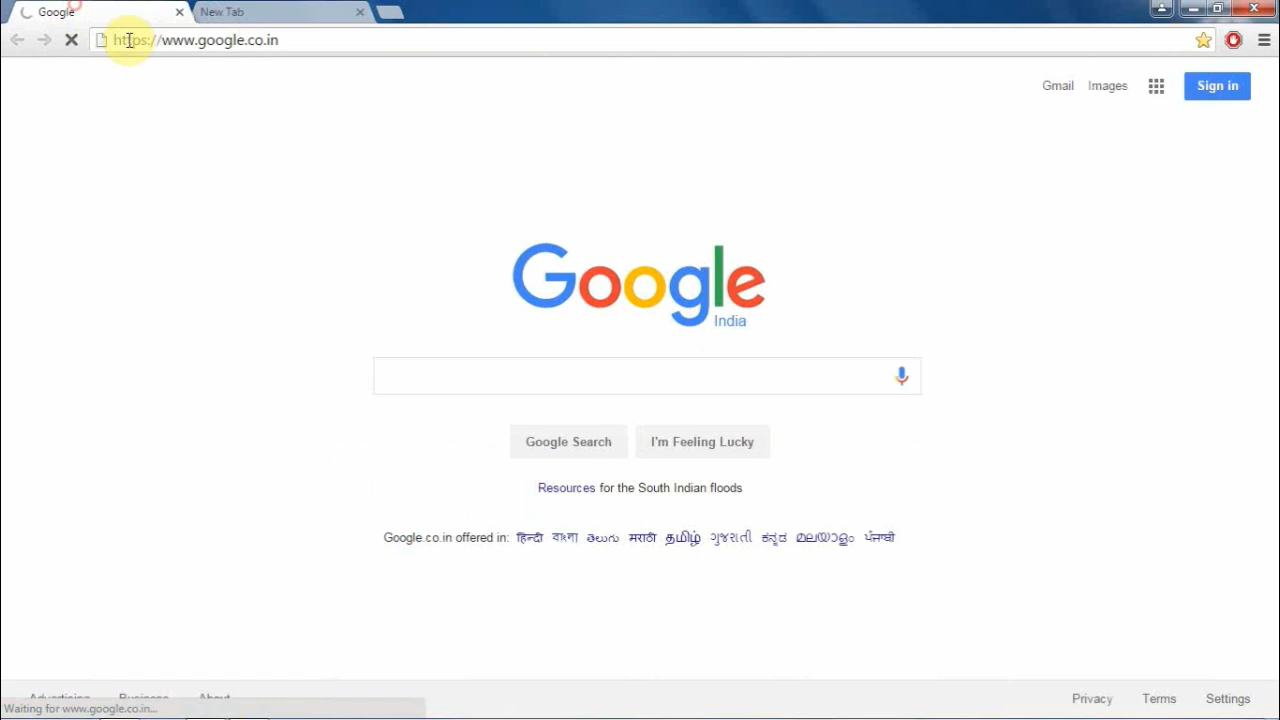 Google
New Tab
https://www.google.co.in
Gmail Images
Sign in
Google
India
Google Search
I'm Feeling Lucky
Resources for the South Indian floods
Google.co.in offered in: हिन्दी বাংলা తెలుగు मराठी தமிழ் ગુજરાતી ಕನ್ನಡ മലയാളം ਪੰਜਾਬੀ
Advertising Business About
Privacy Terms Settings
Waiting for www.google.co.in...